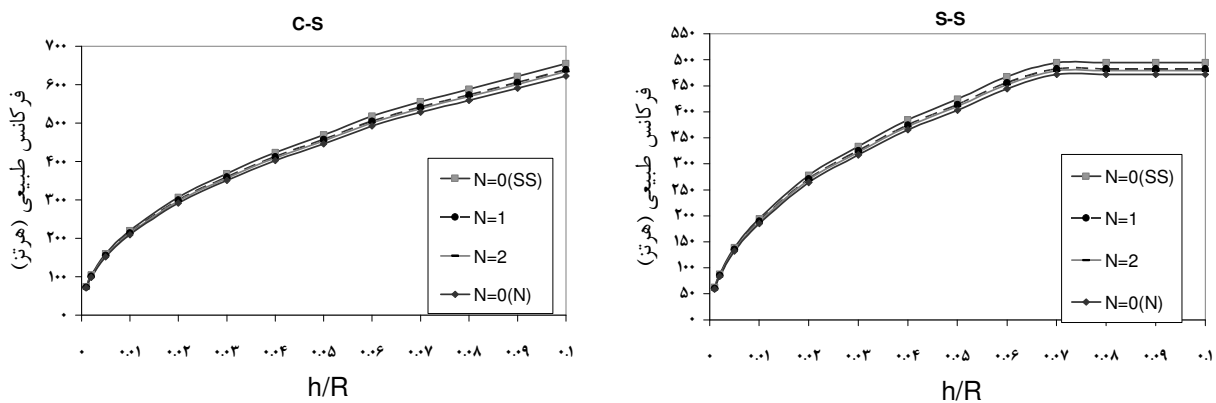 C-S
فرکانس طبیعی (هرتز)
۷۰۰
۶۰۰
۵۰۰
۴۰۰
۳۰۰
۲۰۰
۱۰۰
۰
N=0(SS)
N=1
N=2
N=0(N)
۰ ۰.۰۱ ۰.۰۲ ۰.۰۳ ۰.۰۴ ۰.۰۵ ۰.۰۶ ۰.۰۷ ۰.۰۸ ۰.۰۹ ۰.۱
h/R
S-S
فرکانس طبیعی (هرتز)
۵۵۰
۵۰۰
۴۵۰
۴۰۰
۳۵۰
۳۰۰
۲۵۰
۲۰۰
۱۵۰
۱۰۰
۵۰
۰
N=0(SS)
N=1
N=2
N=0(N)
۰ ۰.۰۱ ۰.۰۲ ۰.۰۳ ۰.۰۴ ۰.۰۵ ۰.۰۶ ۰.۰۷ ۰.۰۸ ۰.۰۹ ۰.۱
h/R